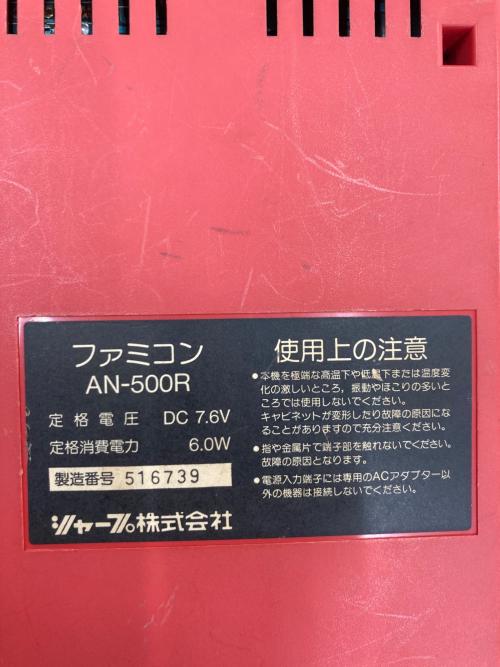 ファミコン
AN-500R
定格電圧 DC 7.6V
定格消費電力 6.0W
製造番号 516739
シャープ株式会社
使用上の注意
●本機を極端な高温下や低温下または温度変
化の激しいところ、振動やほこりの多いと
ころでは使用しないでください。
キャビネットが変形したり故障の原因にな
ることがありますので充分注意ください。
●指や金属片で端子部を触れないでください。
故障の原因となります。
●電源入力端子には専用のACアダプター以
外の機器は接続しないでください。